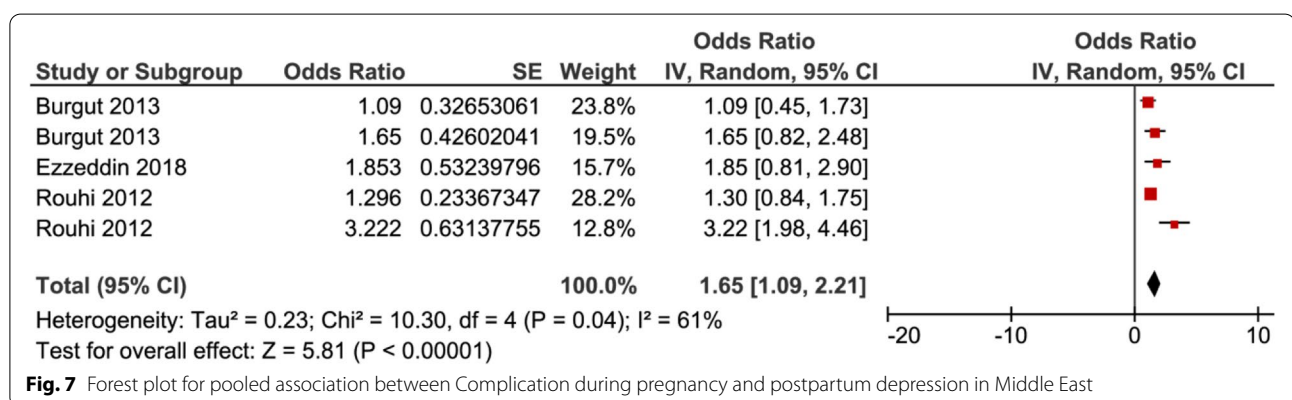 Odds Ratio Odds Ratio
Study or Subgroup Odds Ratio SE Weight IV, Random, 95% CI IV, Random, 95% CI
Burgut 2013 1.09 0.32653061 23.8% 1.09 [0.45, 1.73]
Burgut 2013 1.65 0.42602041 19.5% 1.65 [0.82, 2.48]
Ezzeddin 2018 1.853 0.53239796 15.7% 1.85 [0.81, 2.90]
Rouhi 2012 1.296 0.23367347 28.2% 1.30 [0.84, 1.75]
Rouhi 2012 3.222 0.63137755 12.8% 3.22 [1.98, 4.46]
Total (95% CI) 100.0% 1.65 [1.09, 2.21]
Heterogeneity: Tau² = 0.23; Chi² = 10.30, df = 4 (P = 0.04); I² = 61%
Test for overall effect: Z = 5.81 (P < 0.00001)
-20 -10 0 10
Fig. 7 Forest plot for pooled association between Complication during pregnancy and postpartum depression in Middle East